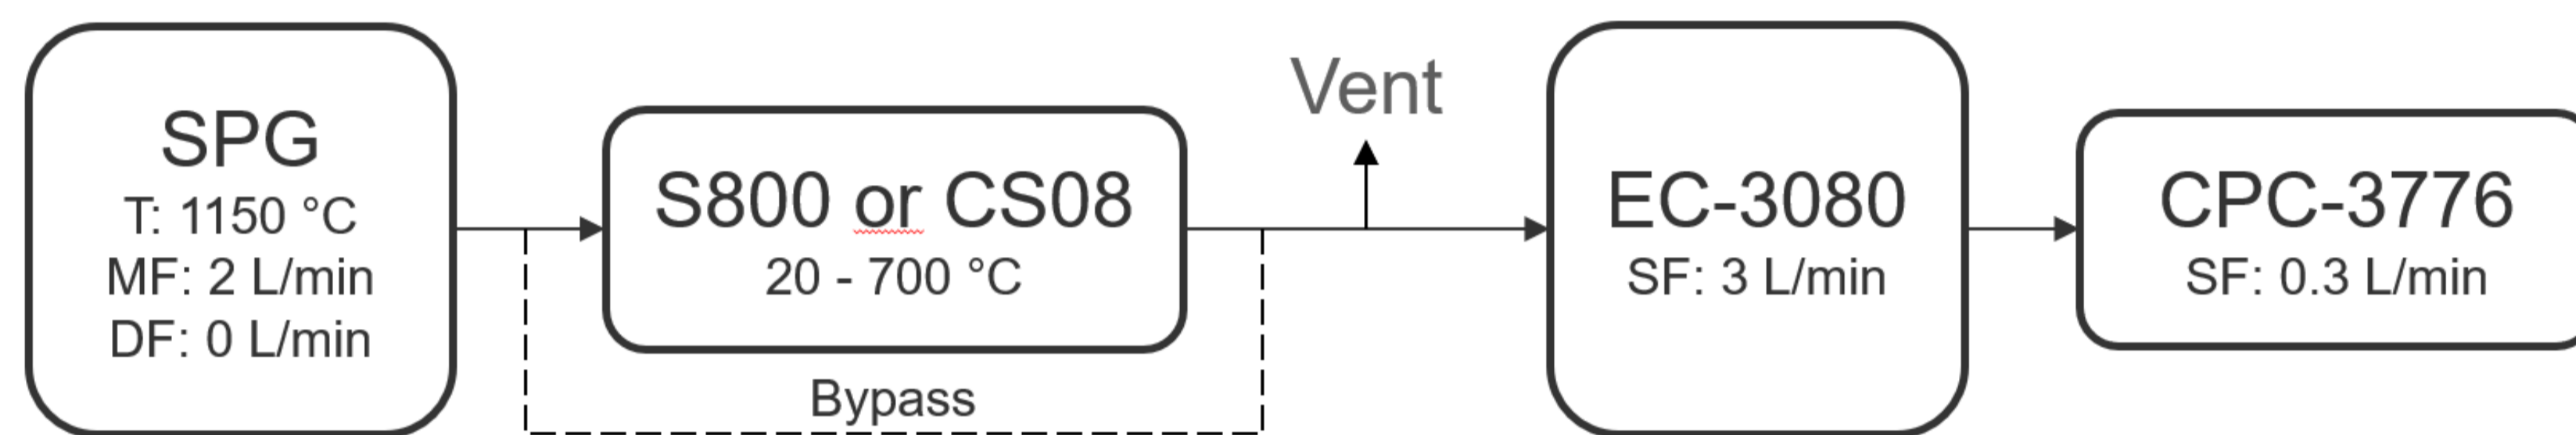 SPG
T: 1150 °C
MF: 2 L/min
DF: 0 L/min
S800 or CS08
20 - 700 °C
Bypass
Vent
EC-3080
SF: 3 L/min
CPC-3776
SF: 0.3 L/min